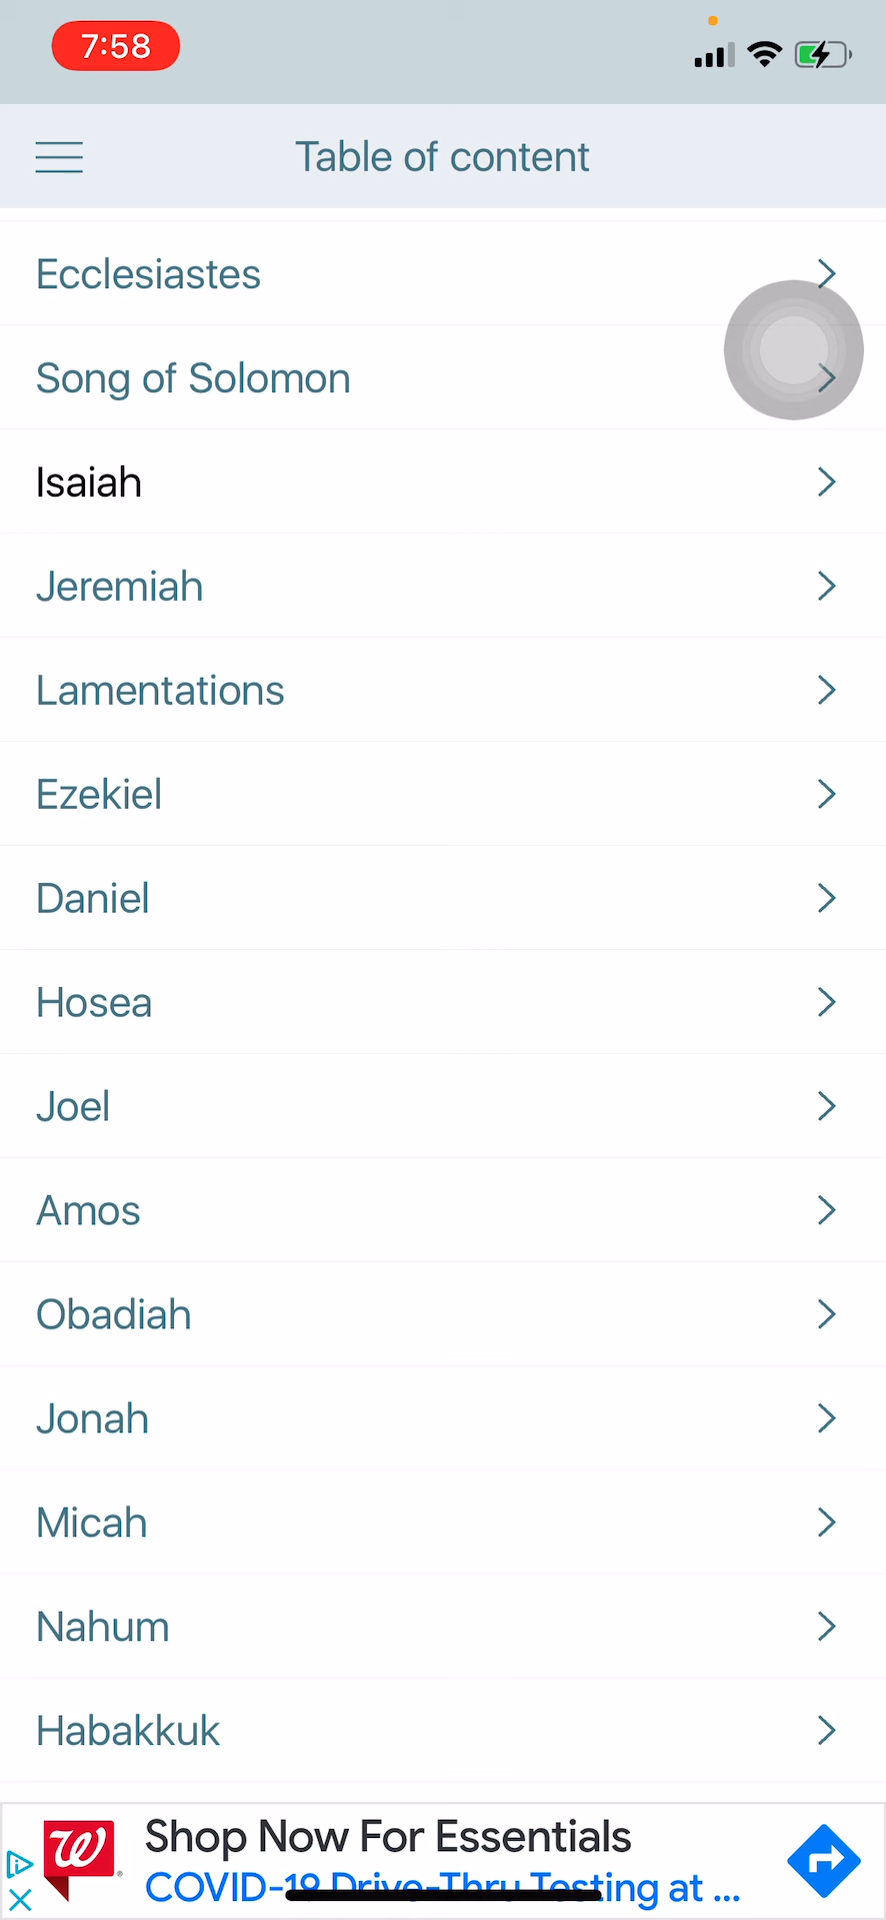 7:58
Table of content
Ecclesiastes
Song of Solomon
Isaiah
Jeremiah
Lamentations
Ezekiel
Daniel
Hosea
Joel
Amos
Obadiah
Jonah
Micah
Nahum
Habakkuk
Shop Now For Essentials
COVID-19 Drive-Thru Testing at ...